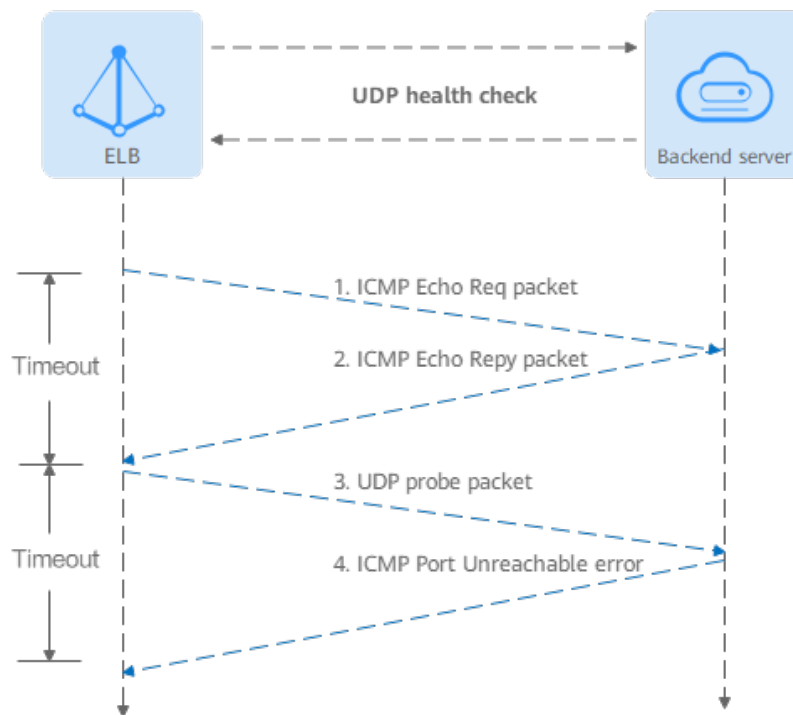 UDP health check
ELB
Backend server
1. ICMP Echo Req packet
Timeout
2. ICMP Echo Repy packet
3. UDP probe packet
Timeout
4. ICMP Port Unreachable error